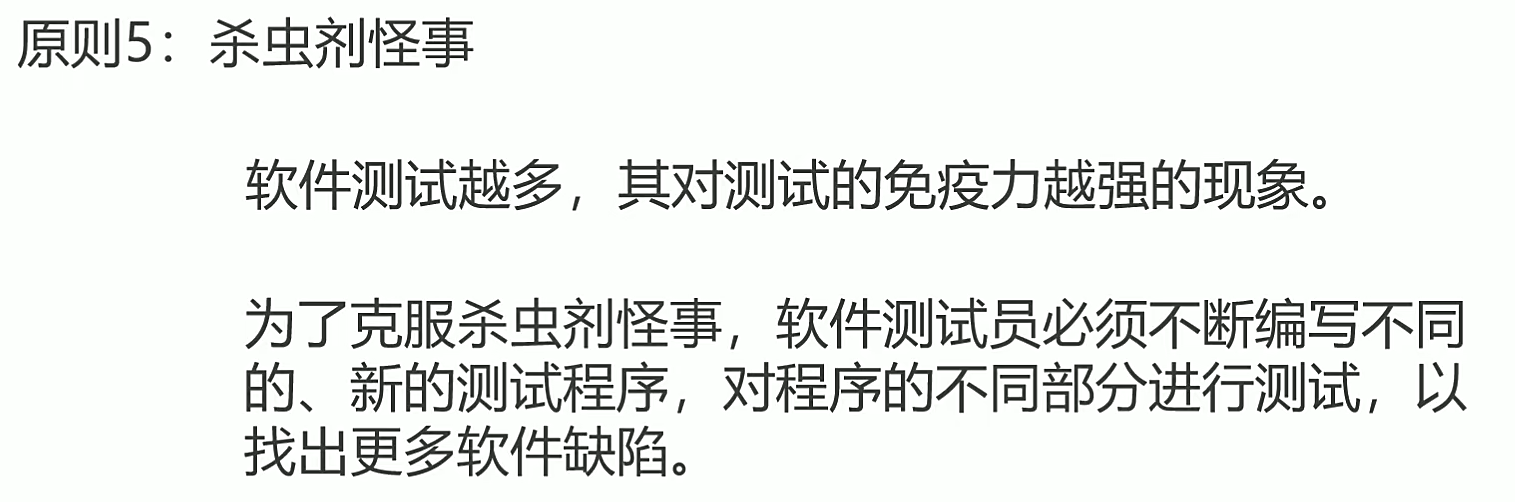 原则5：杀虫剂怪事
软件测试越多，其对测试的免疫力越强的现象。
为了克服杀虫剂怪事，软件测试员必须不断编写不同
的、新的测试程序，对程序的不同部分进行测试，以
找出更多软件缺陷。